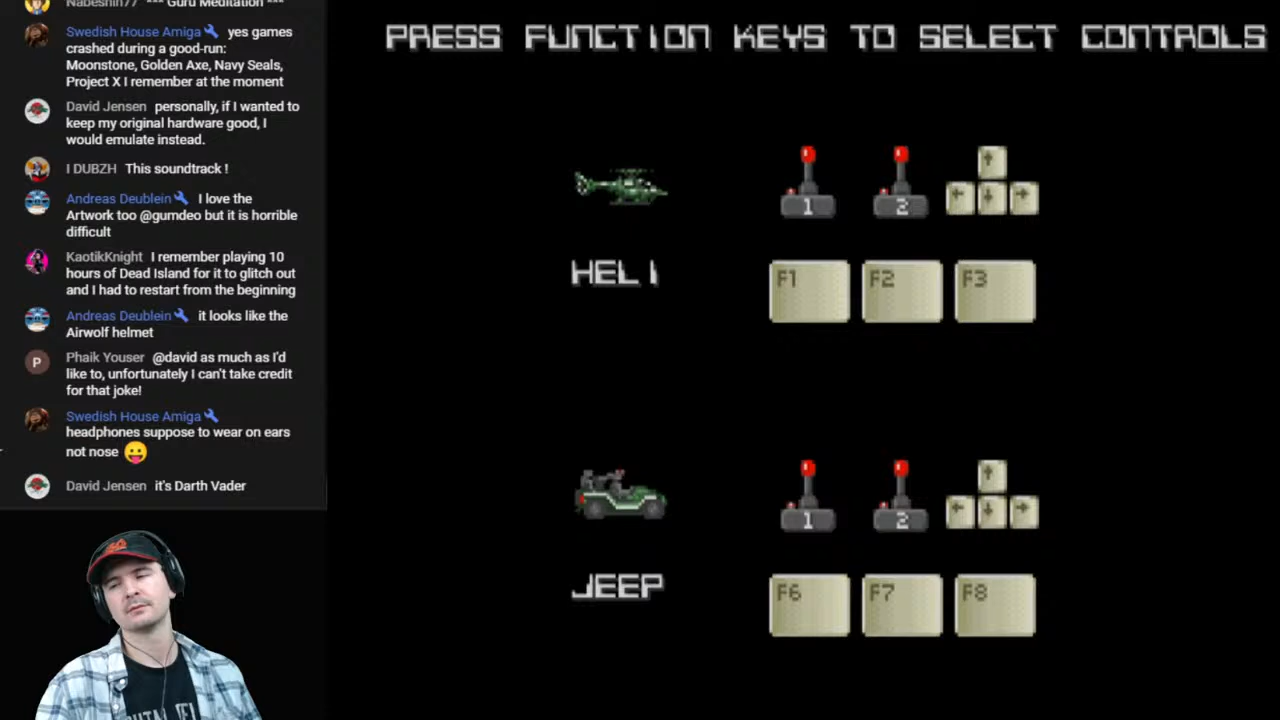 Nabeshin77 *** Guru Meditation ***
Swedish House Amiga yes games
crashed during a good-run:
Moonstone, Golden Axe, Navy Seals,
Project X I remember at the moment
David Jensen personally, if I wanted to
keep my original hardware good, I
would emulate instead.
I DUBZH This soundtrack !
Andreas Deublein I love the
Artwork too @gumdeo but it is horrible
difficult
KaotikKnight I remember playing 10
hours of Dead Island for it to glitch out
and I had to restart from the beginning
Andreas Deublein it looks like the
Airwolf helmet
P Phaik Youser @david as much as I'd
like to, unfortunately I can't take credit
for that joke!
Swedish House Amiga
headphones suppose to wear on ears
not nose 😛
David Jensen it's Darth Vader
PRESS FUNCTION KEYS TO SELECT CONTROLS
1 2
HELI
F1 F2 F3
1 2
JEEP
F6 F7 F8